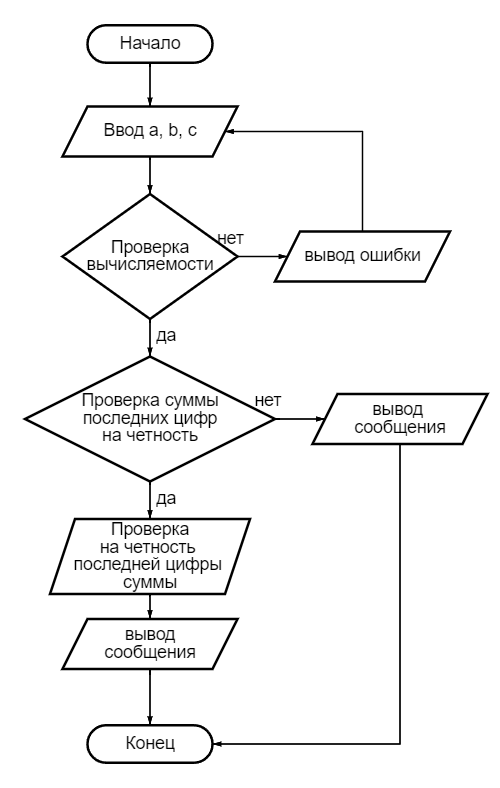 Начало
Ввод a, b, c
Проверка
вычисляемости
нет
вывод ошибки
да
Проверка суммы
последних цифр
на четность
нет
вывод
сообщения
да
Проверка
на четность
последней цифры
суммы
вывод
сообщения
Конец